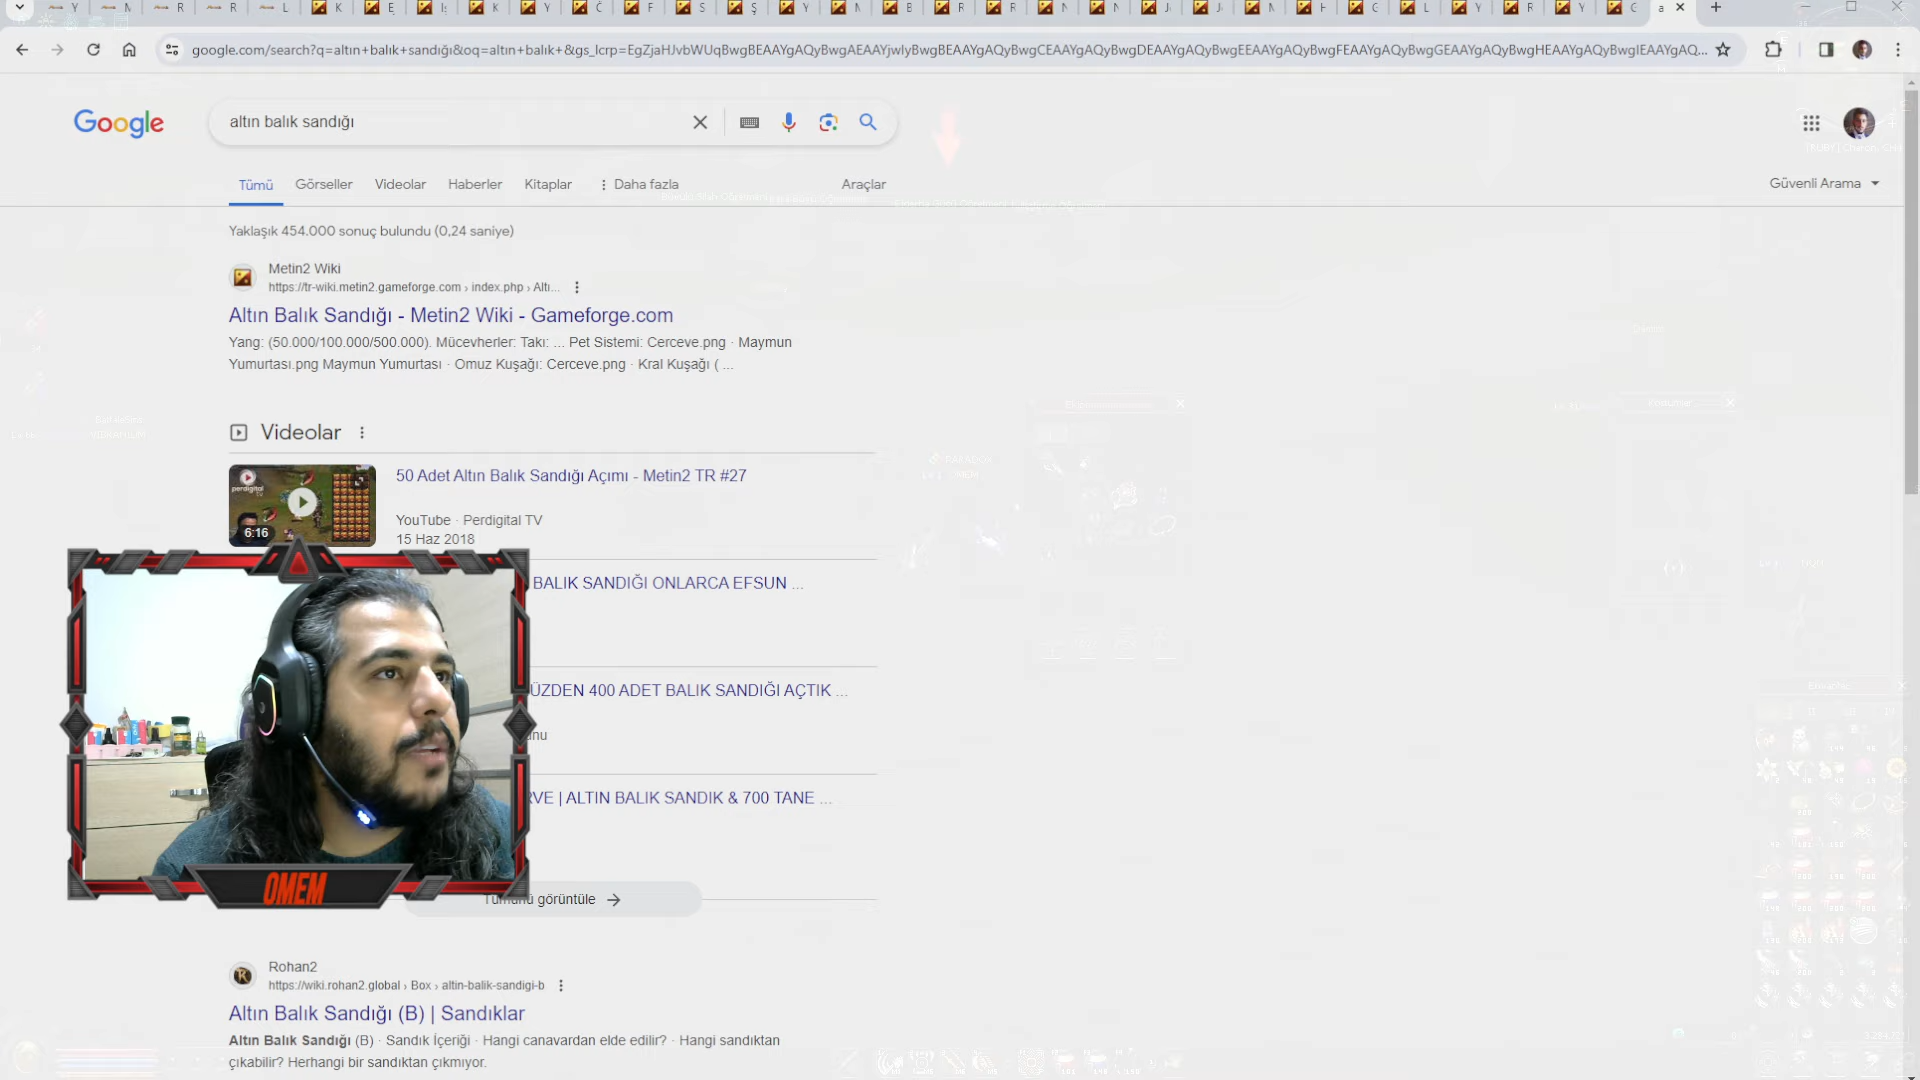 google.com/search?q=altın+balık+sandığı&oq=altın+balık+&gs_lcrp=EgZjaHJvbWUqBwgBEAAYgAQyBwgAEAAYjwIyBwgBEAAYgAQyBwgCEAAYgAQyBwgDEAAYgAQyBwgEEAAYgAQyBwgFEAAYgAQyBwgGEAAYgAQyBwgHEAAYgAQyBwgIEAAYgAQ...
Google
altın balık sandığı
Tümü Görseller Videolar Haberler Kitaplar Daha fazla Araçlar Güvenli Arama
Yaklaşık 454.000 sonuç bulundu (0,24 saniye)
Metin2 Wiki
https://tr-wiki.metin2.gameforge.com › index.php › Altı...
Altın Balık Sandığı - Metin2 Wiki - Gameforge.com
Yang: (50.000/100.000/500.000). Mücevherler: Takı: ... Pet Sistemi: Cerceve.png · Maymun
Yumurtası.png Maymun Yumurtası · Omuz Kuşağı: Cerceve.png · Kral Kuşağı ( ...
Videolar
50 Adet Altın Balık Sandığı Açımı - Metin2 TR #27
perdigital
6:16
YouTube · Perdigital TV
15 Haz 2018
BALIK SANDIĞI ONLARCA EFSUN ...
ÜZDEN 400 ADET BALIK SANDIĞI AÇTIK ...
unu
RVE | ALTIN BALIK SANDIK & 700 TANE ...
OMEM
Tümünü görüntüle
Rohan2
https://wiki.rohan2.global › Box › altin-balik-sandigi-b
Altın Balık Sandığı (B) | Sandıklar
Altın Balık Sandığı (B) · Sandık İçeriği · Hangi canavardan elde edilir? · Hangi sandıktan
çıkabilir? Herhangi bir sandıktan çıkmıyor.